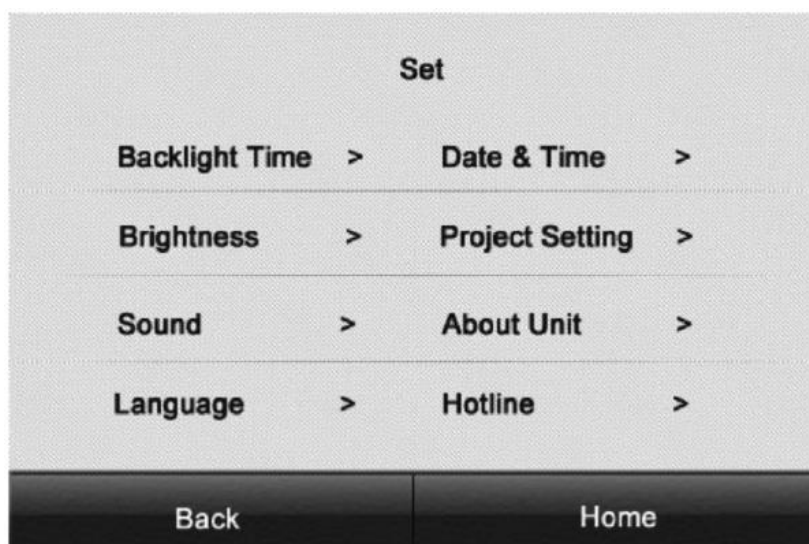 Set
Backlight Time > Date & Time >
Brightness > Project Setting >
Sound > About Unit >
Language > Hotline >
Back Home